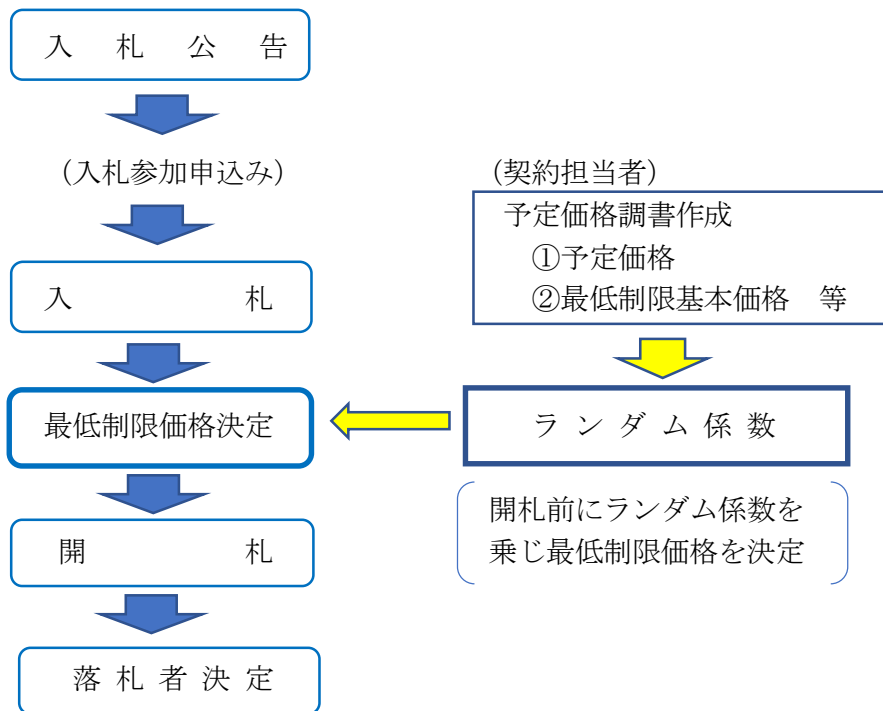 入札公告
（入札参加申込み）
入札
最低制限価格決定
開札
落札者決定
（契約担当者）
予定価格調書作成
①予定価格
②最低制限基本価格　等
ランダム係数
開札前にランダム係数を
乗じ最低制限価格を決定